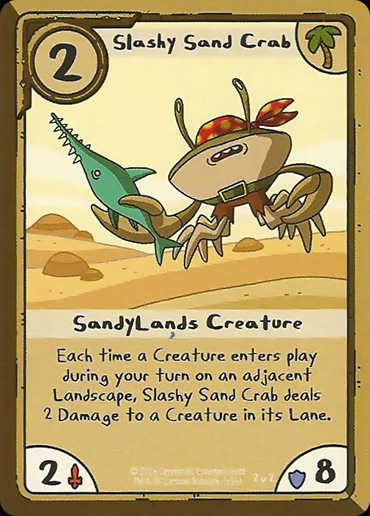 2
Slashy Sand Crab
SandyLands Creature
Each time a Creature enters play
during your turn on an adjacent
Landscape, Slashy Sand Crab deals
2 Damage to a Creature in its Lane.
2
8